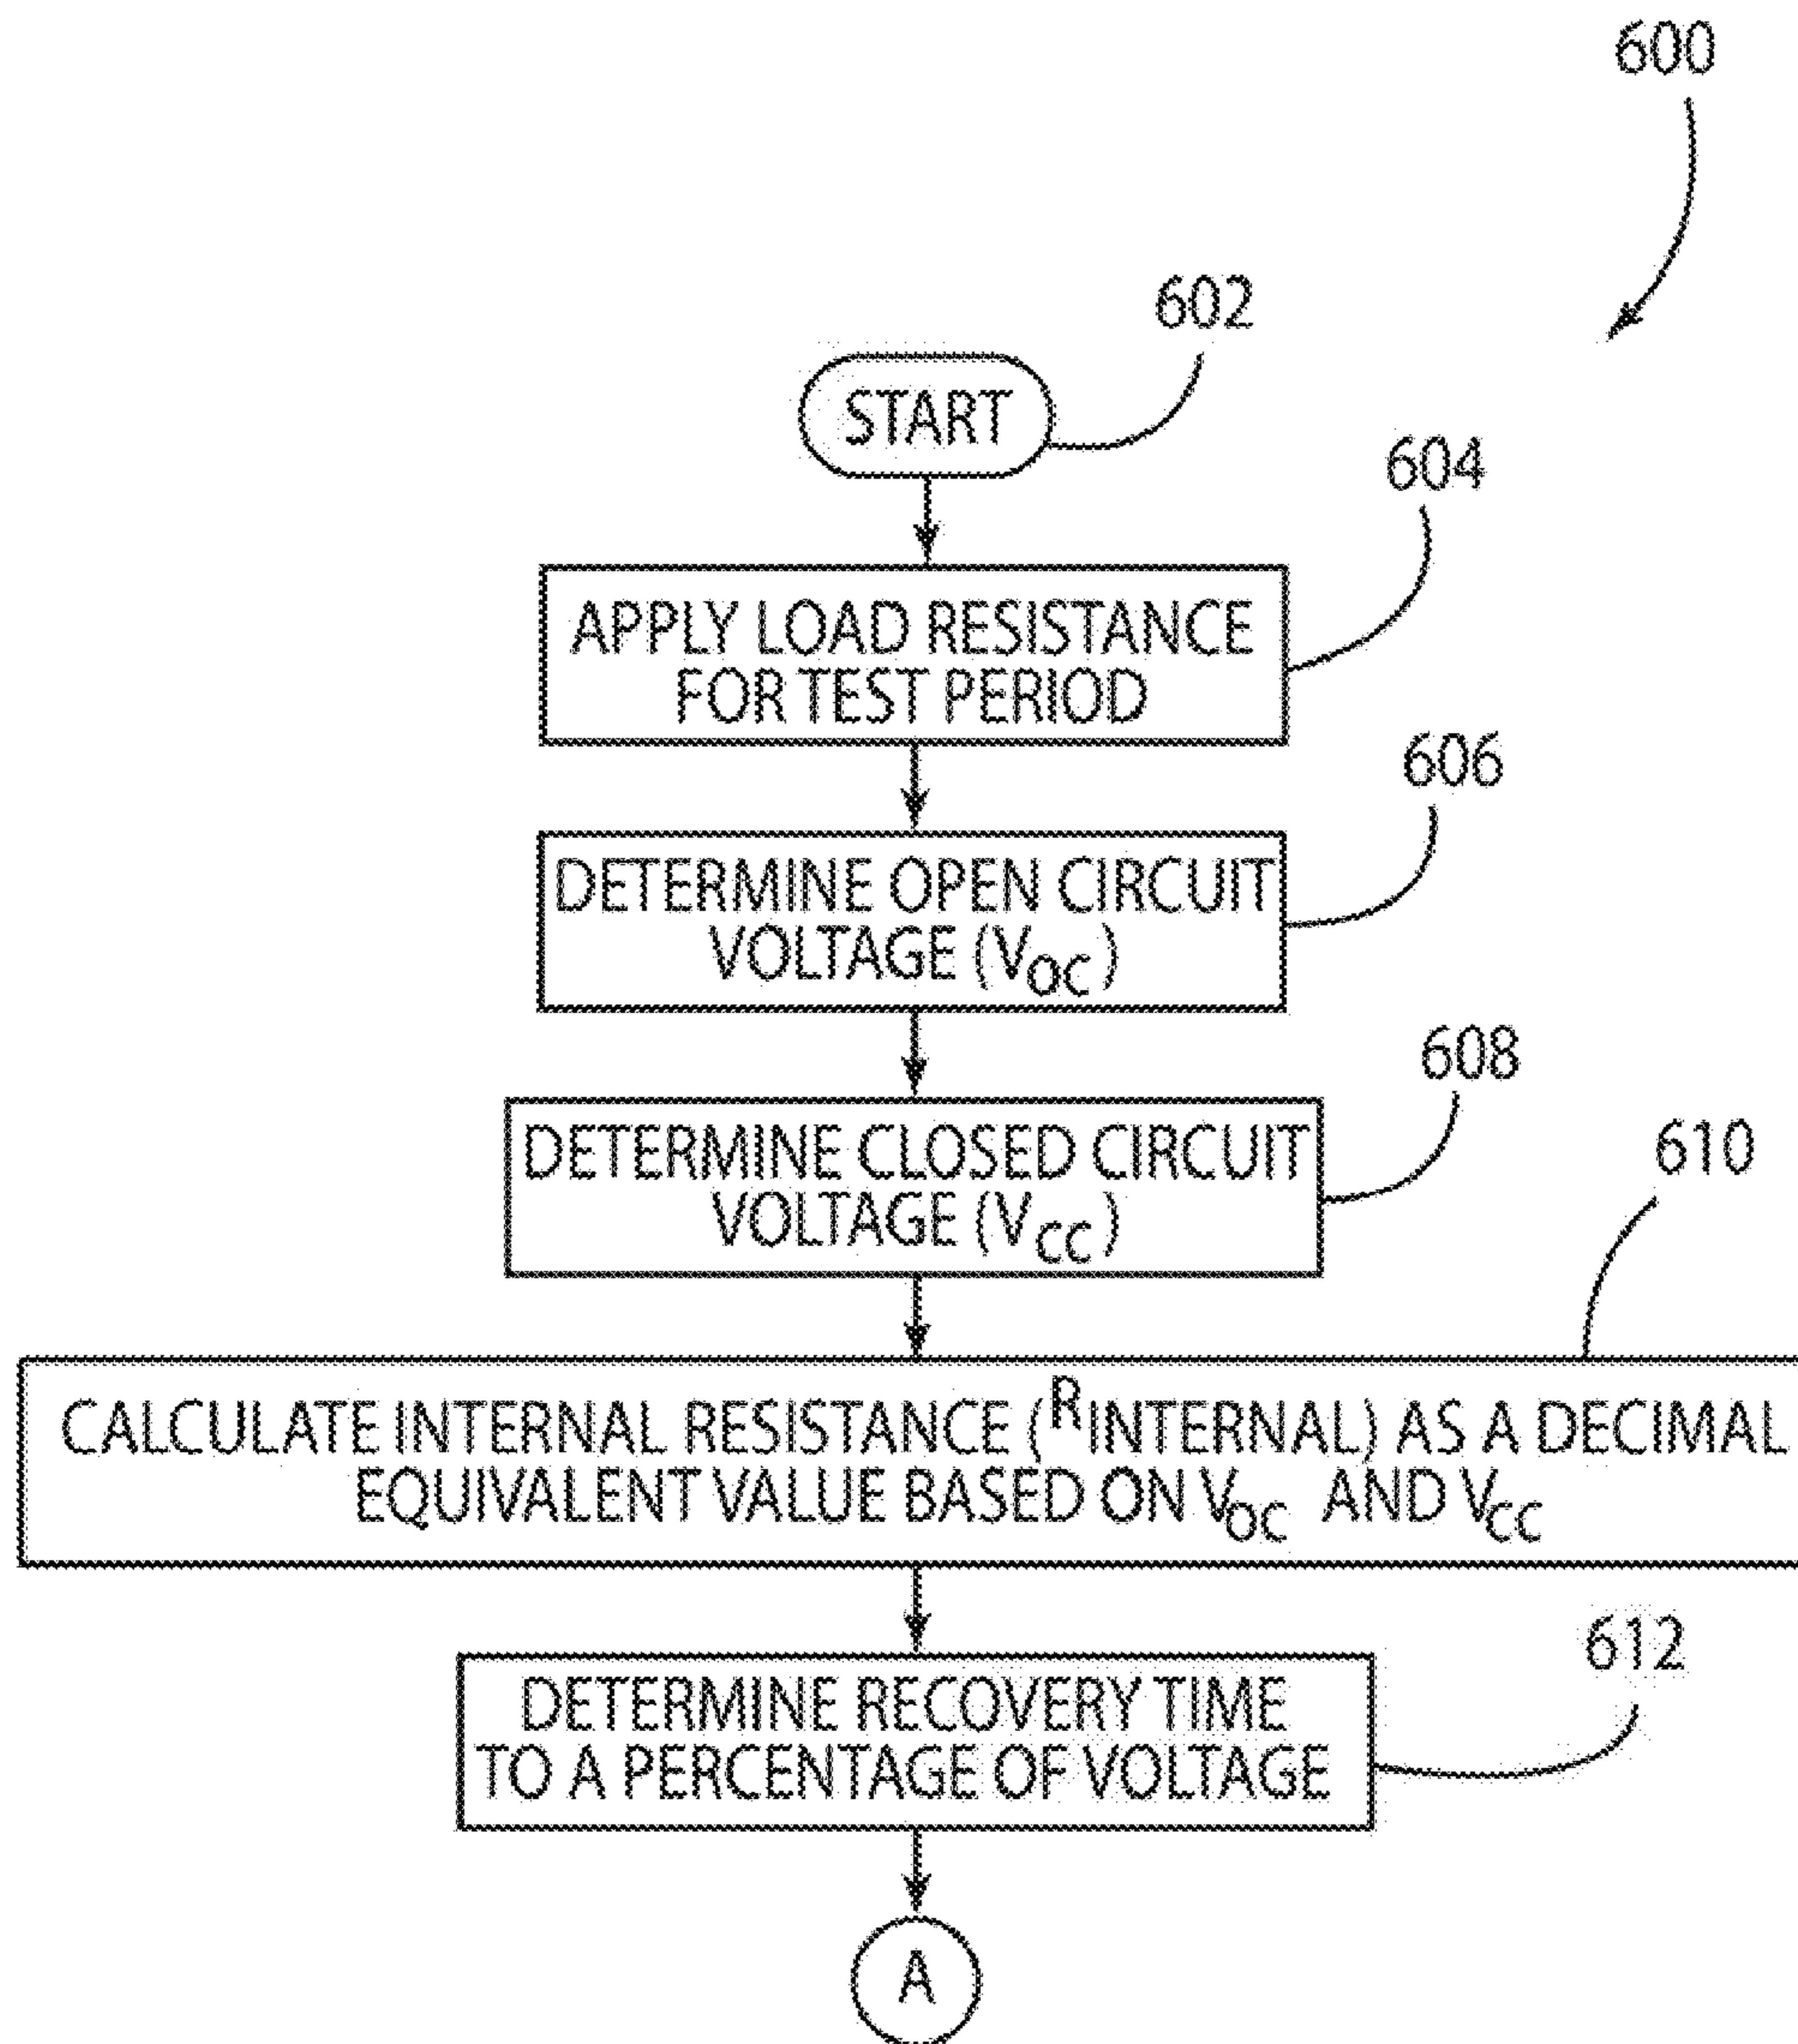 600
602
START
604
APPLY LOAD RESISTANCE
FOR TEST PERIOD
606
DETERMINE OPEN CIRCUIT
VOLTAGE (VOC)
608
DETERMINE CLOSED CIRCUIT
VOLTAGE (VCC)
610
CALCULATE INTERNAL RESISTANCE (RINTERNAL) AS A DECIMAL
EQUIVALENT VALUE BASED ON VOC AND VCC
612
DETERMINE RECOVERY TIME
TO A PERCENTAGE OF VOLTAGE
A